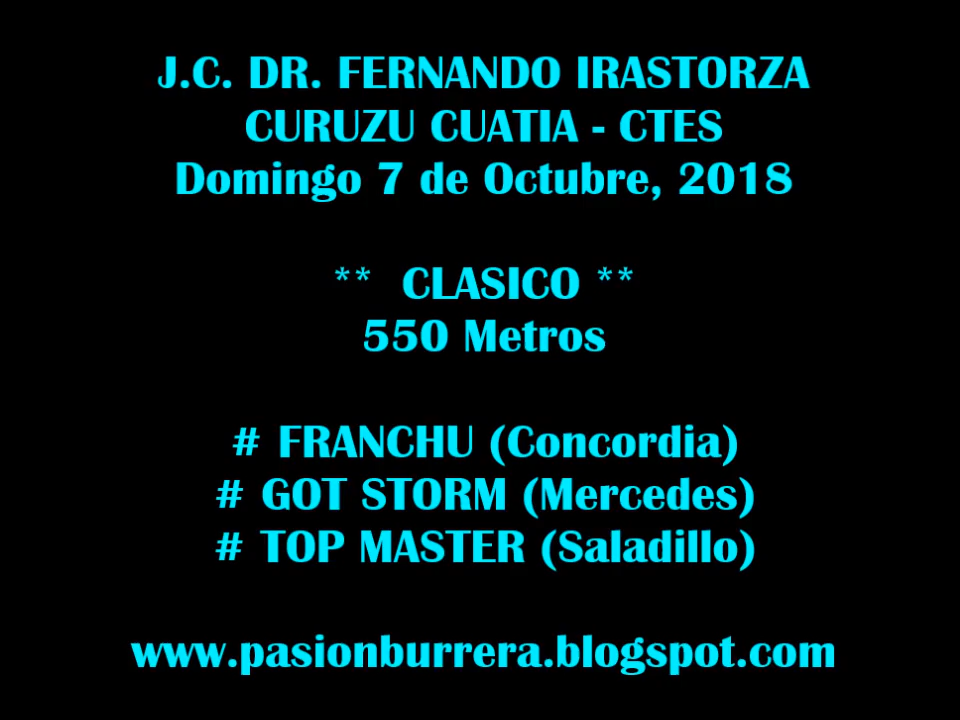 J.C. DR. FERNANDO IRASTORZA
CURUZU CUATIA - CTES
Domingo 7 de Octubre, 2018
** CLASICO **
550 Metros
# FRANCHU (Concordia)
# GOT STORM (Mercedes)
# TOP MASTER (Saladillo)
www.pasionburrera.blogspot.com